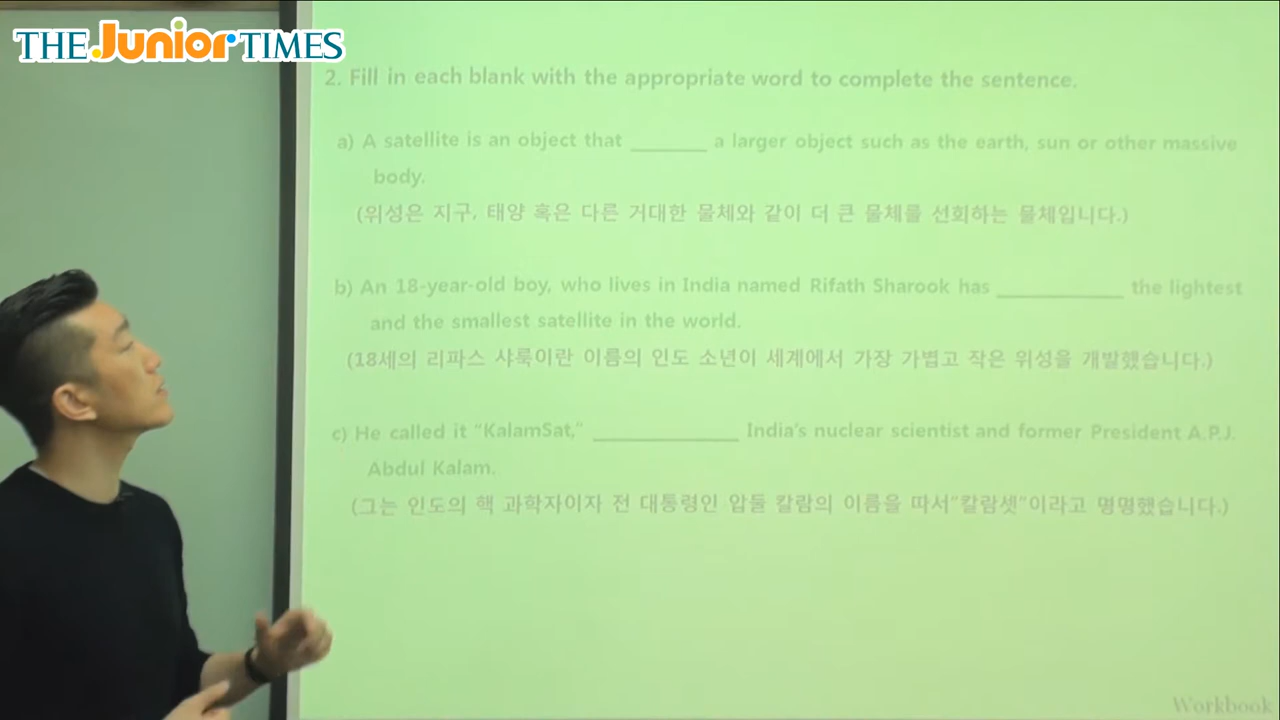 THE Junior TIMES
2. Fill in each blank with the appropriate word to complete the sentence.
a) A satellite is an object that ______ a larger object such as the earth, sun or other massive
body.
(위성은 지구, 태양 혹은 다른 거대한 물체와 같이 더 큰 물체를 선회하는 물체입니다.)
b) An 18-year-old boy, who lives in India named Rifath Sharook has __________ the lightest
and the smallest satellite in the world.
(18세의 리파스 샤룩이란 이름의 인도 소년이 세계에서 가장 가볍고 작은 위성을 개발했습니다.)
c) He called it “KalamSat,” ____________ India's nuclear scientist and former President A.P.J.
Abdul Kalam.
(그는 인도의 핵 과학자이자 전 대통령인 압둘 칼람의 이름을 따서“칼람셋”이라고 명명했습니다.)
Workbook